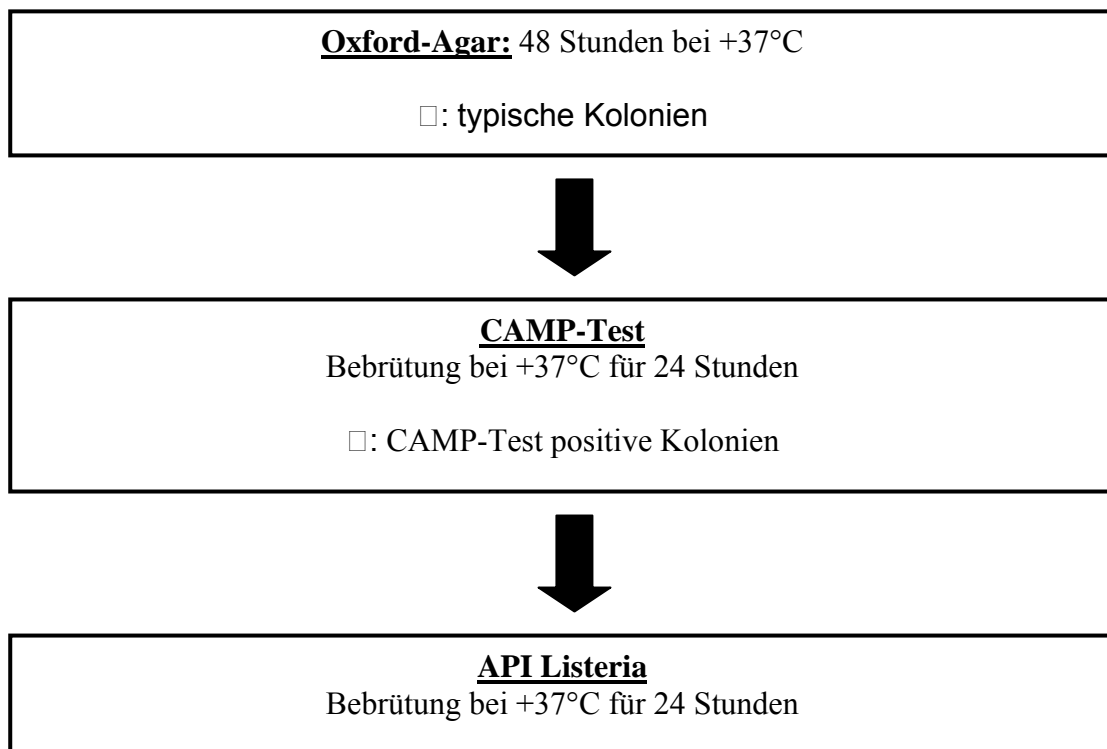 Oxford-Agar: 48 Stunden bei +37°C
□: typische Kolonien
CAMP-Test
Bebrütung bei +37°C für 24 Stunden
□: CAMP-Test positive Kolonien
API Listeria
Bebrütung bei +37°C für 24 Stunden